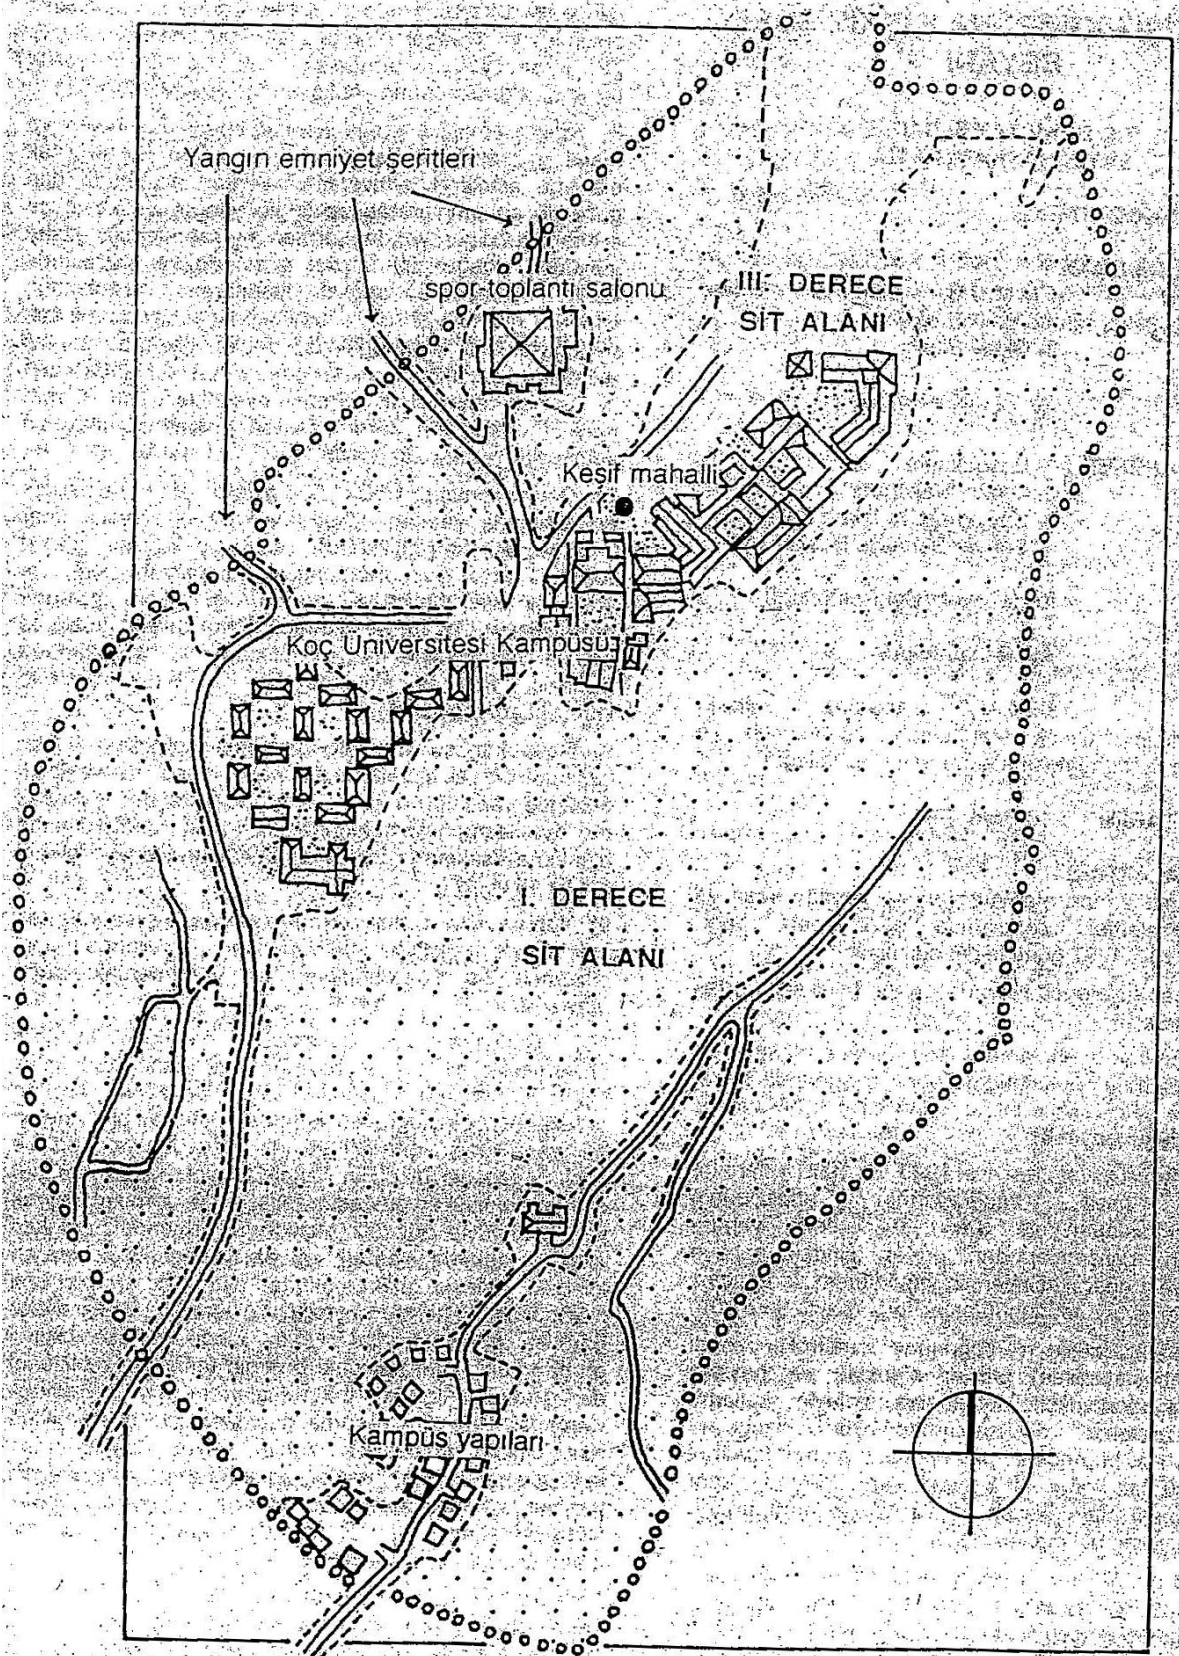 Yangın emniyet şeritleri
spor-toplantı salonu
III. DERECE
SİT ALANI
Keşif mahalli
Koç Üniversitesi Kampüsü
I. DERECE
SİT ALANI
Kampüs yapıları